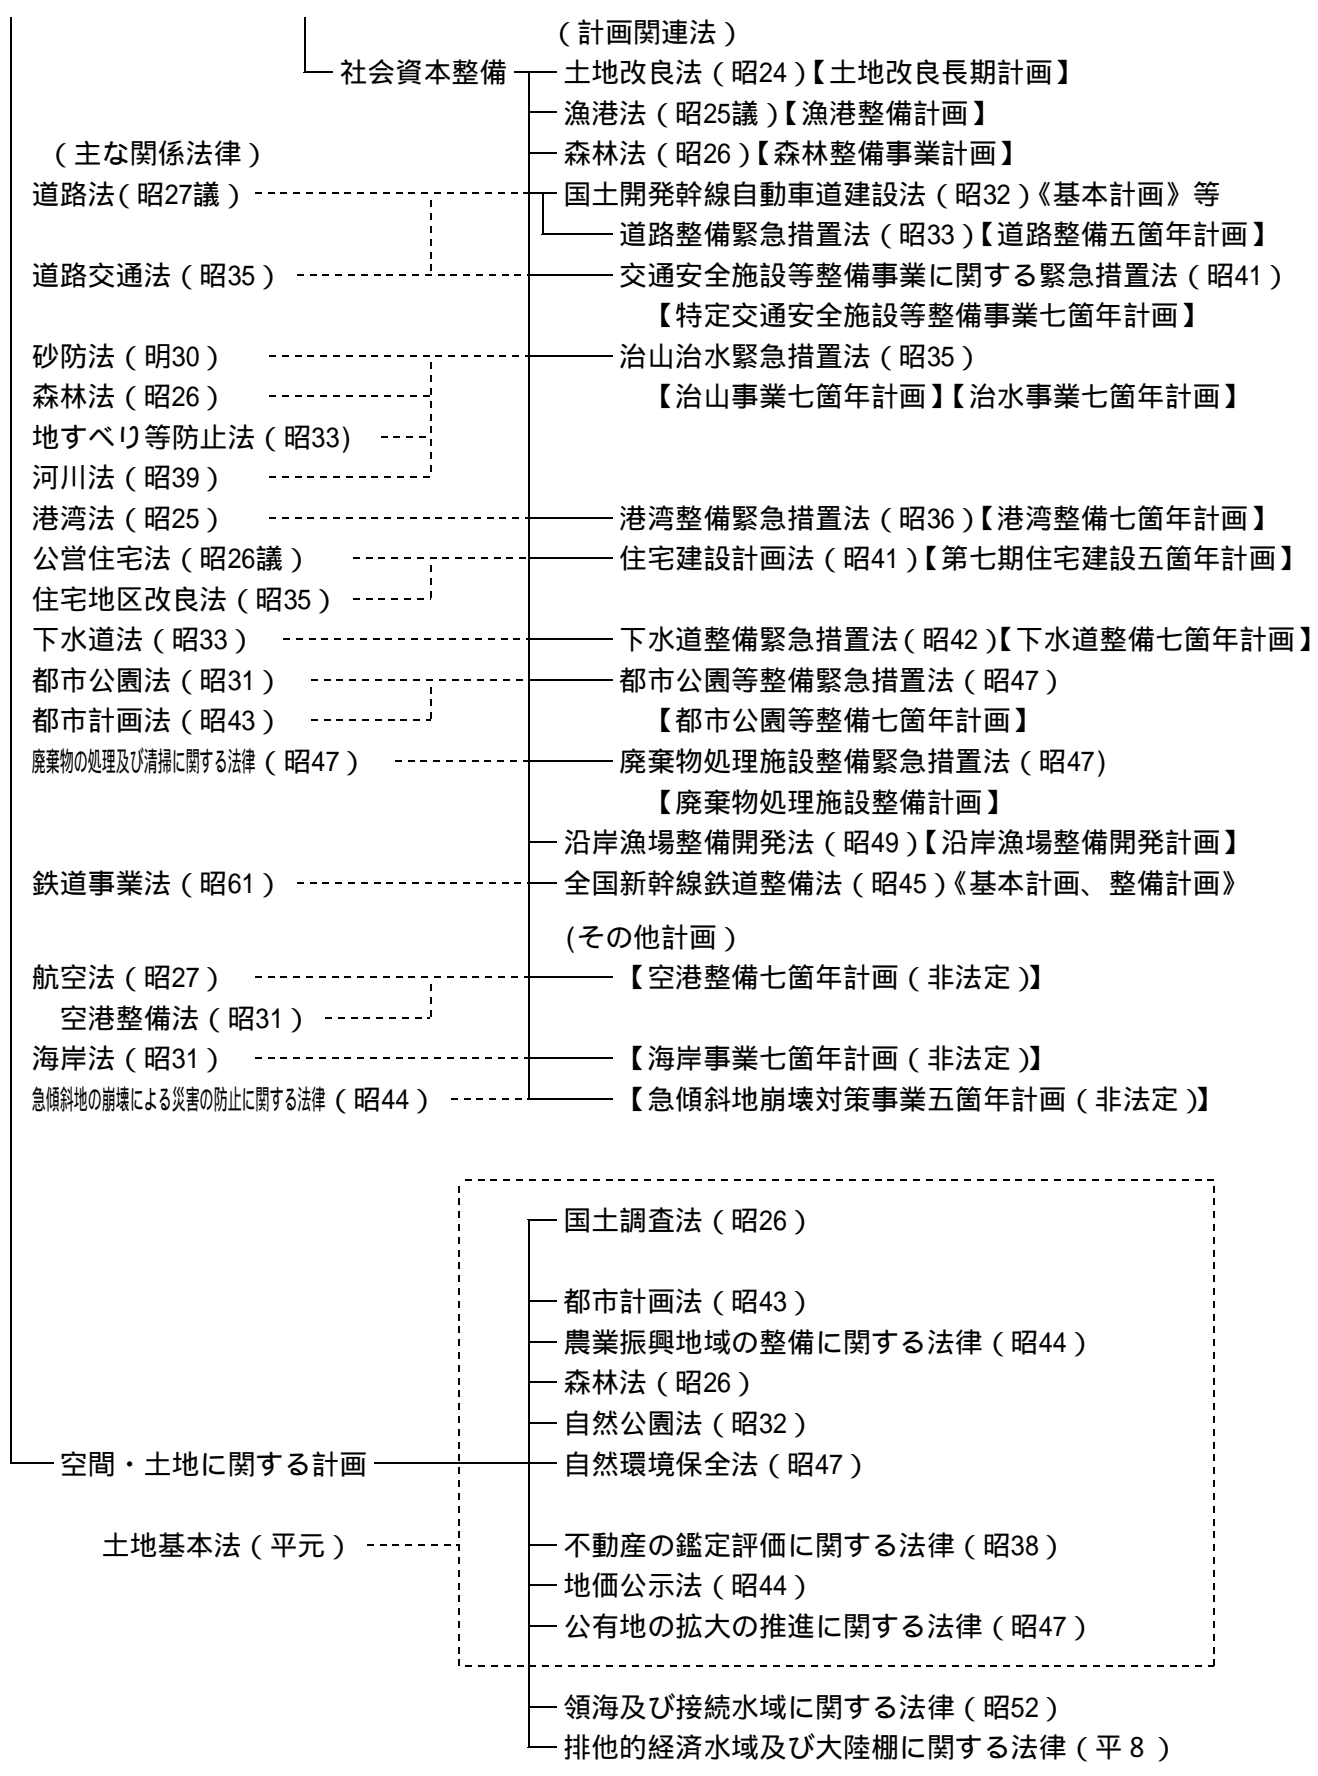 （計画関連法）
社会資本整備 土地改良法（昭24）【土地改良長期計画】
漁港法（昭25議）【漁港整備計画】
（主な関係法律） 森林法（昭26）【森林整備事業計画】
道路法（昭27議） 国土開発幹線自動車道建設法（昭32）《基本計画》等
道路整備緊急措置法（昭33）【道路整備五箇年計画】
道路交通法（昭35） 交通安全施設等整備事業に関する緊急措置法（昭41）
【特定交通安全施設等整備事業七箇年計画】
砂防法（明30） 治山治水緊急措置法（昭35）
森林法（昭26） 【治山事業七箇年計画】【治水事業七箇年計画】
地すべり等防止法（昭33)
河川法（昭39）
港湾法（昭25） 港湾整備緊急措置法（昭36）【港湾整備七箇年計画】
公営住宅法（昭26議） 住宅建設計画法（昭41）【第七期住宅建設五箇年計画】
住宅地区改良法（昭35）
下水道法（昭33） 下水道整備緊急措置法（昭42）【下水道整備七箇年計画】
都市公園法（昭31） 都市公園等整備緊急措置法（昭47）
都市計画法（昭43） 【都市公園等整備七箇年計画】
廃棄物の処理及び清掃に関する法律（昭47） 廃棄物処理施設整備緊急措置法（昭47)
【廃棄物処理施設整備計画】
沿岸漁場整備開発法（昭49）【沿岸漁場整備開発計画】
鉄道事業法（昭61） 全国新幹線鉄道整備法（昭45）《基本計画、整備計画》
(その他計画）
航空法（昭27） 【空港整備七箇年計画（非法定）】
空港整備法（昭31）
海岸法（昭31） 【海岸事業七箇年計画（非法定）】
急傾斜地の崩壊による災害の防止に関する法律（昭44） 【急傾斜地崩壊対策事業五箇年計画（非法定）】
国土調査法（昭26）
都市計画法（昭43）
農業振興地域の整備に関する法律（昭44）
森林法（昭26）
自然公園法（昭32）
空間・土地に関する計画 自然環境保全法（昭47）
土地基本法（平元） 不動産の鑑定評価に関する法律（昭38）
地価公示法（昭44）
公有地の拡大の推進に関する法律（昭47）
領海及び接続水域に関する法律（昭52）
排他的経済水域及び大陸棚に関する法律（平８）